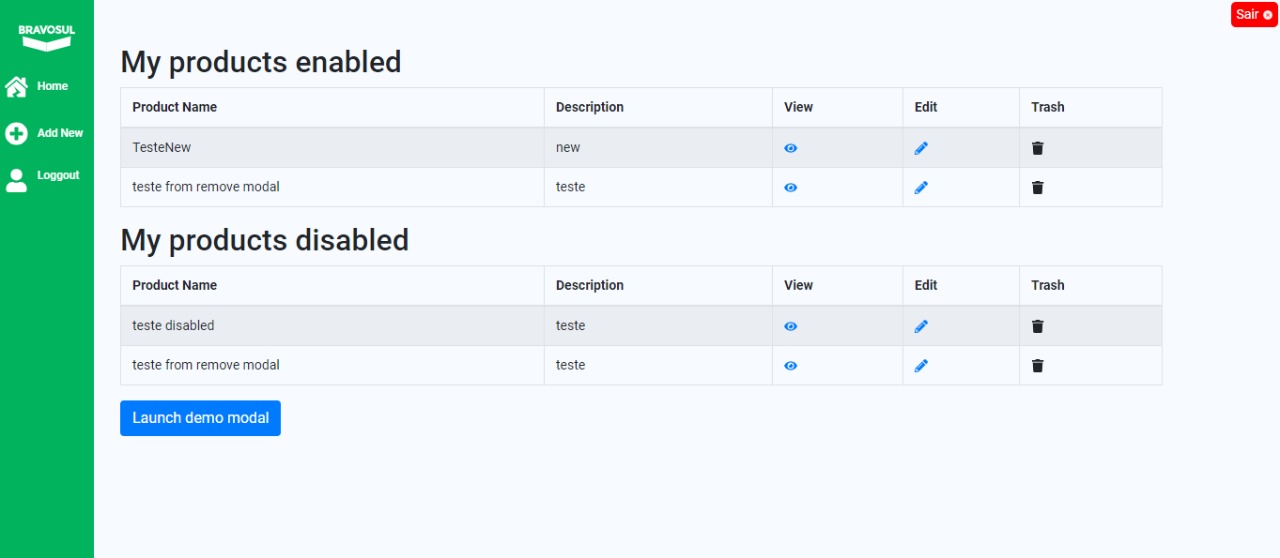 BRAVOSUL
Home
Add New
Loggout
Sair
My products enabled
Product Name Description View Edit Trash
TesteNew new
teste from remove modal teste
My products disabled
Product Name Description View Edit Trash
teste disabled teste
teste from remove modal teste
Launch demo modal